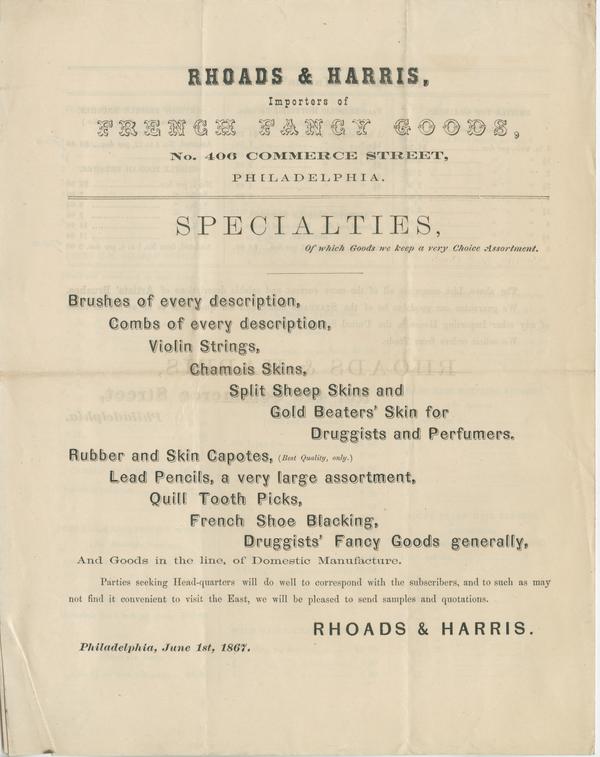 RHOADS & HARRIS,
Importers of
FRENCH FANCY GOODS,
No. 406 COMMERCE STREET,
PHILADELPHIA.
SPECIALTIES,
Of which Goods we keep a very Choice Assortment.
Brushes of every description,
Combs of every description,
Violin Strings,
Chamois Skins,
Split Sheep Skins and
Gold Beaters' Skin for
Druggists and Perfumers.
Rubber and Skin Capotes, (Best Quality, only.)
Lead Pencils, a very large assortment,
Quill Tooth Picks,
French Shoe Blacking,
Druggists' Fancy Goods generally,
And Goods in the line, of Domestic Manufacture.
Parties seeking Head-quarters will do well to correspond with the subscribers, and to such as may
not find it convenient to visit the East, we will be pleased to send samples and quotations.
RHOADS & HARRIS.
Philadelphia, June 1st, 1867.